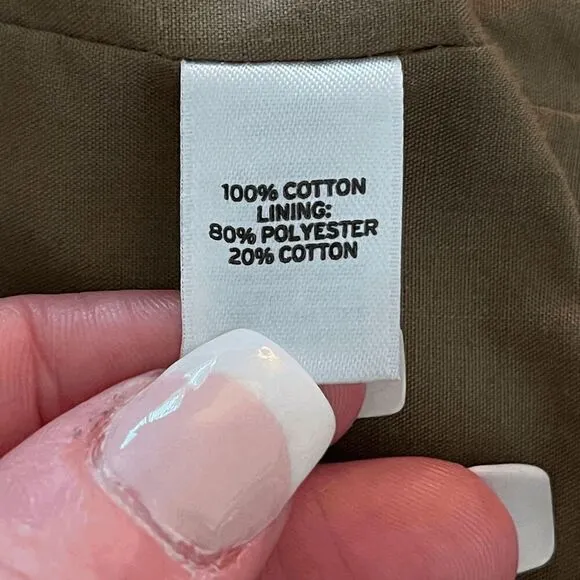 100% COTTON
LINING:
80% POLYESTER
20% COTTON